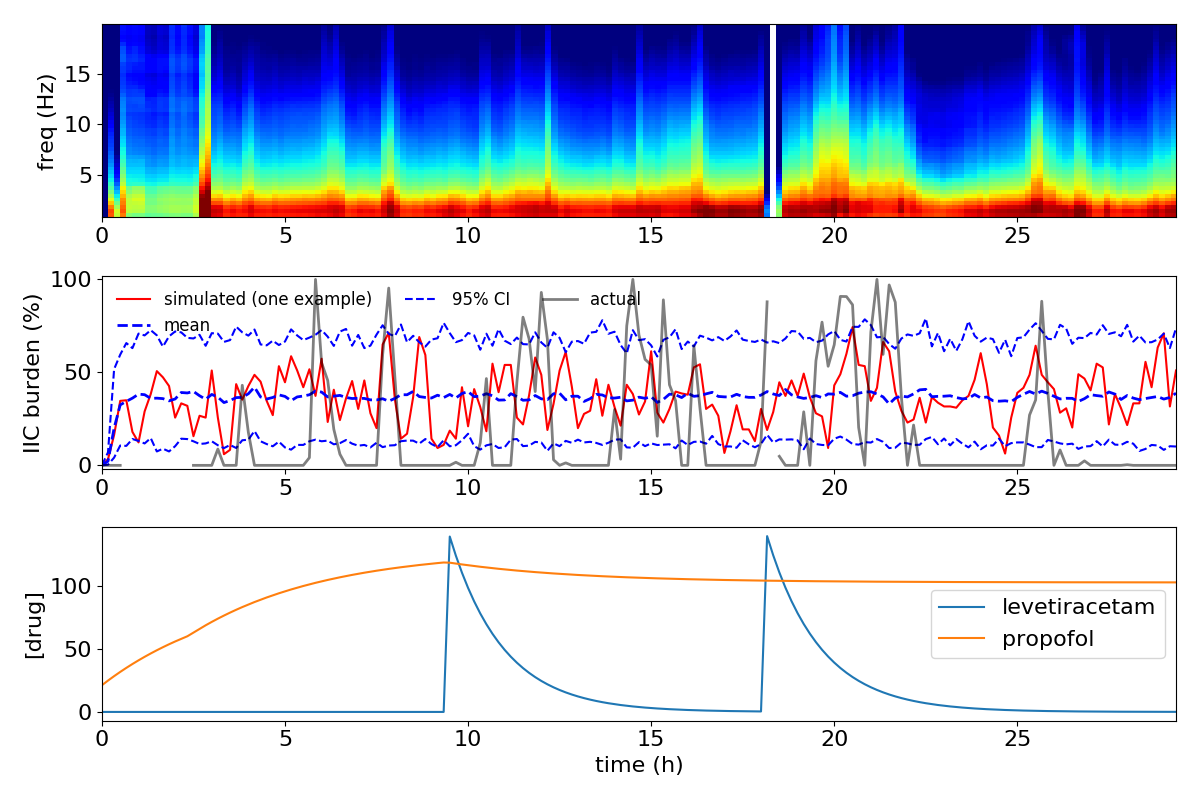 freq (Hz)
15
10
5
0 5 10 15 20 25
IIC burden (%)
100
50
0
simulated (one example) 95% CI actual
mean
0 5 10 15 20 25
[drug]
100
50
0
levetiracetam
propofol
0 5 10 15 20 25
time (h)